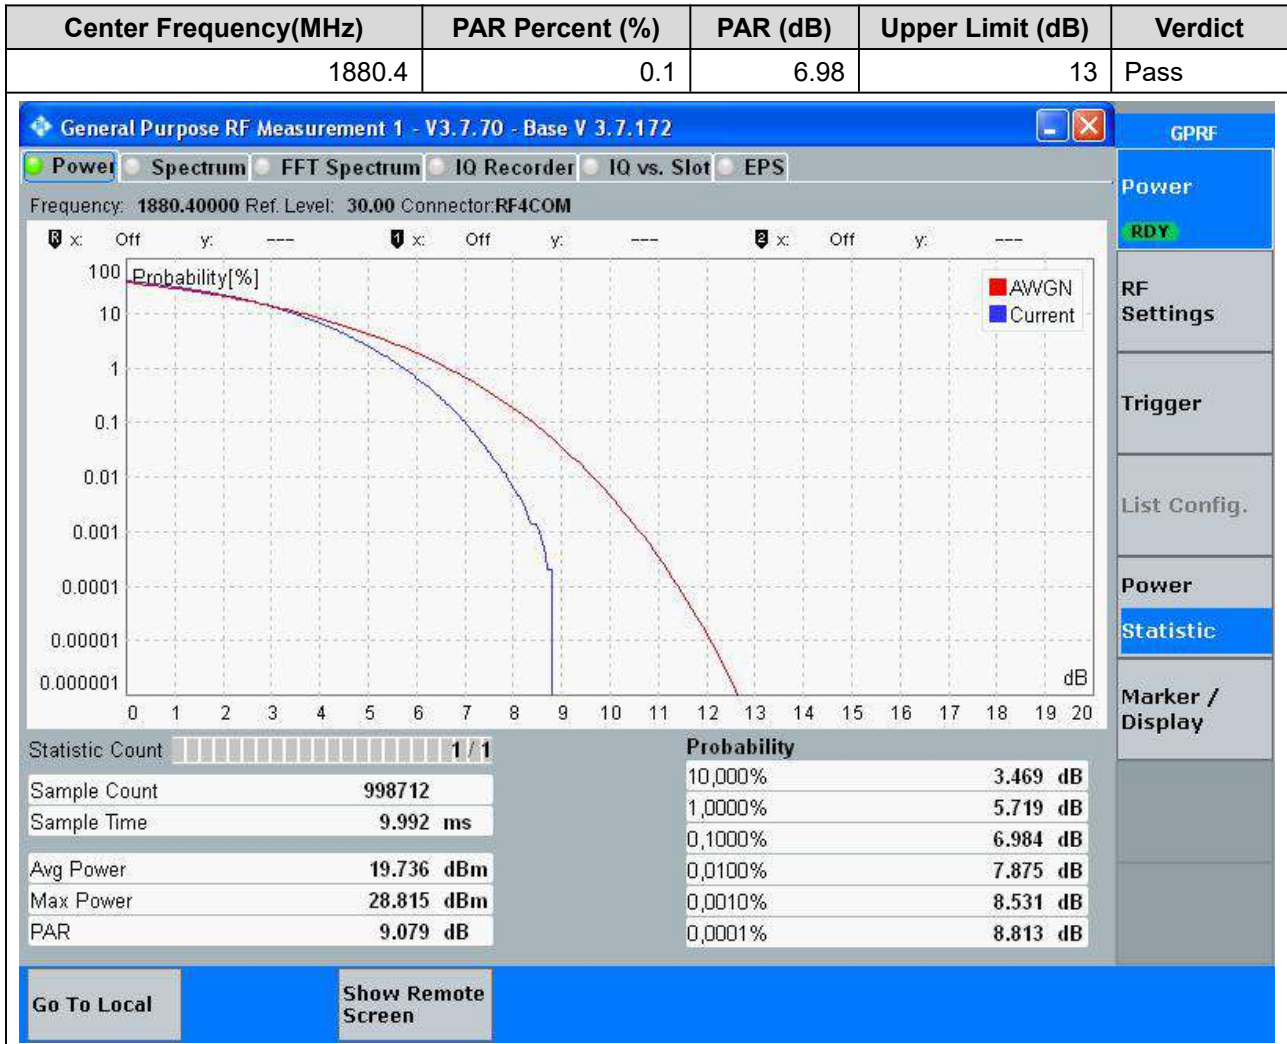 Center Frequency(MHz) PAR Percent (%) PAR (dB) Upper Limit (dB) Verdict
1880.4 0.1 6.98 13 Pass
General Purpose RF Measurement 1 - V3.7.70 - Base V 3.7.172
GPRF
Power Spectrum FFT Spectrum IQ Recorder IQ vs. Slot EPS
Frequency: 1880.40000 Ref. Level: 30.00 Connector:RF4COM
R x: Off y: --- 1 x: Off y: --- 2 x: Off y: ---
Probability[%]
100
10
1
0.1
0.01
0.001
0.0001
0.00001
0.000001
AWGN
Current
dB
0 1 2 3 4 5 6 7 8 9 10 11 12 13 14 15 16 17 18 19 20
Statistic Count 1 / 1
Sample Count 998712
Sample Time 9.992 ms
Avg Power 19.736 dBm
Max Power 28.815 dBm
PAR 9.079 dB
Probability
10,000% 3.469 dB
1,0000% 5.719 dB
0,1000% 6.984 dB
0,0100% 7.875 dB
0,0010% 8.531 dB
0,0001% 8.813 dB
Power
RDY
RF
Settings
Trigger
List Config.
Power
Statistic
Marker /
Display
Go To Local
Show Remote
Screen